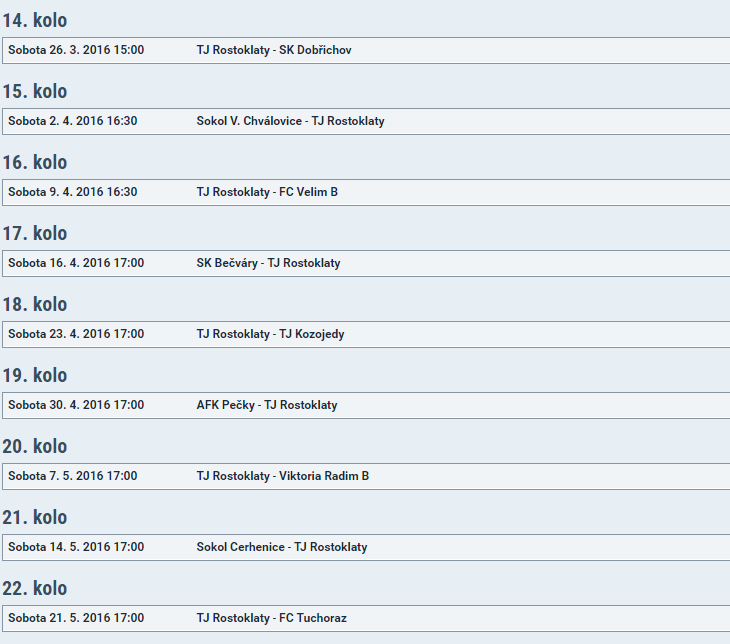 14. kolo
Sobota 26. 3. 2016 15:00 TJ Rostoklaty - SK Dobřichov
15. kolo
Sobota 2. 4. 2016 16:30 Sokol V. Chválovice - TJ Rostoklaty
16. kolo
Sobota 9. 4. 2016 16:30 TJ Rostoklaty - FC Velim B
17. kolo
Sobota 16. 4. 2016 17:00 SK Bečváry - TJ Rostoklaty
18. kolo
Sobota 23. 4. 2016 17:00 TJ Rostoklaty - TJ Kozojedy
19. kolo
Sobota 30. 4. 2016 17:00 AFK Pečky - TJ Rostoklaty
20. kolo
Sobota 7. 5. 2016 17:00 TJ Rostoklaty - Viktoria Radim B
21. kolo
Sobota 14. 5. 2016 17:00 Sokol Cerhenice - TJ Rostoklaty
22. kolo
Sobota 21. 5. 2016 17:00 TJ Rostoklaty - FC Tuchoraz